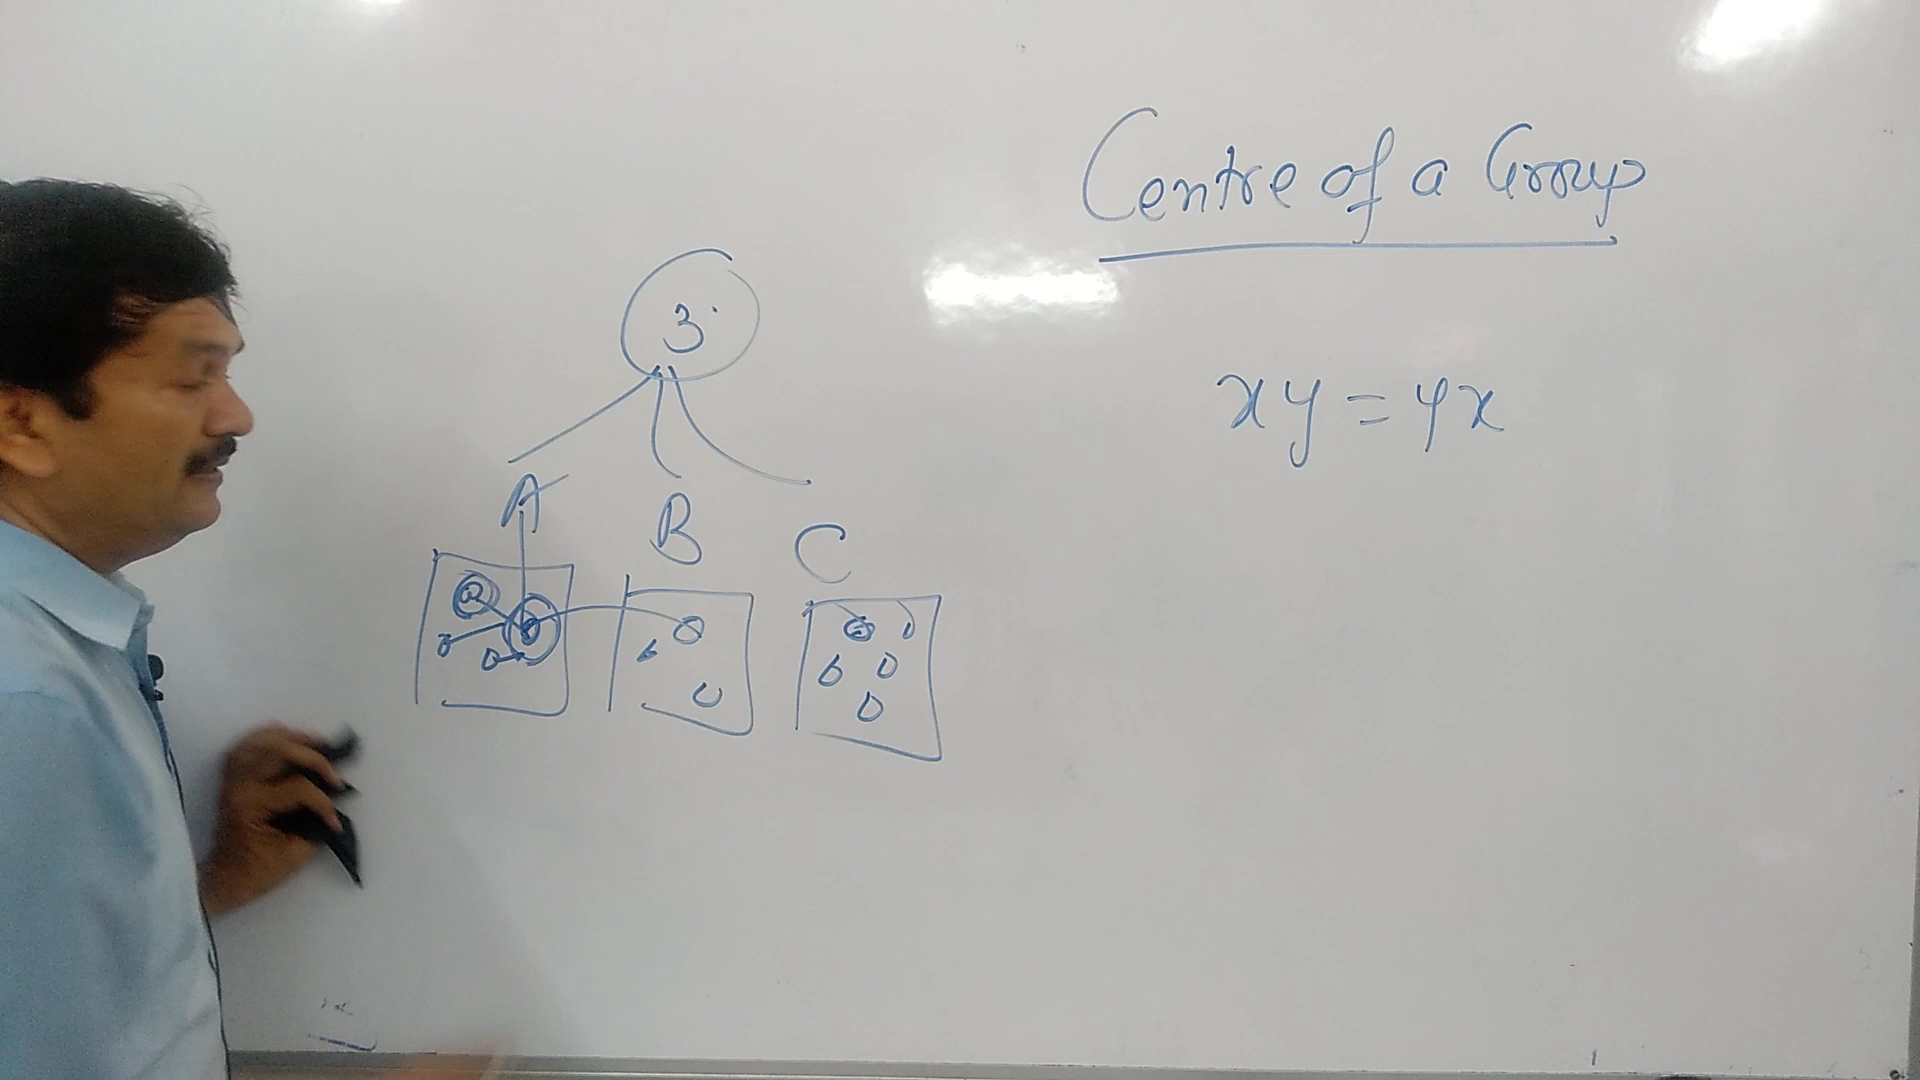 Centre of a Group
3
xy = yx
A B C